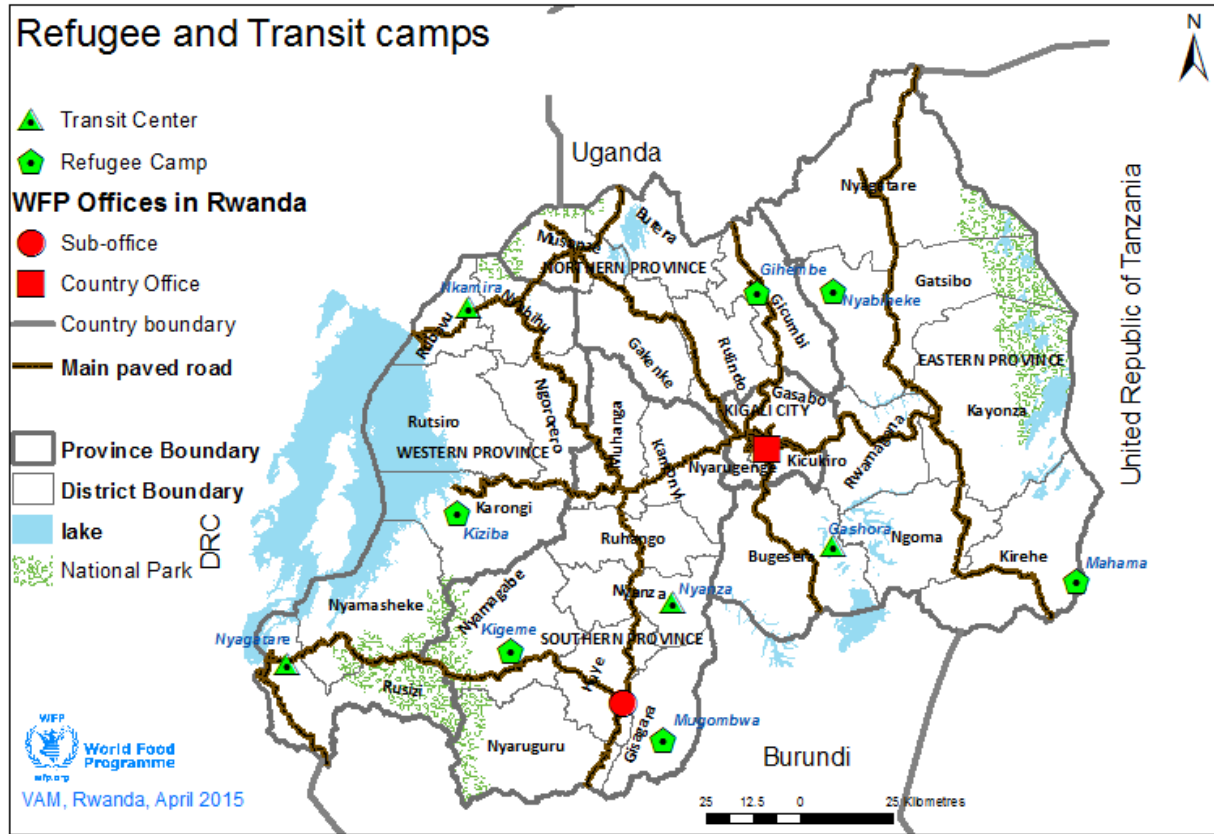 Refugee and Transit camps
N
Transit Center
Refugee Camp
WFP Offices in Rwanda
Sub-office
Country Office
Country boundary
Main paved road
Province Boundary
District Boundary
lake
National Park
DRC
Uganda
United Republic of Tanzania
Burundi
Nyagatare
Burera
Musanze
NORTHERN PROVINCE
Gihembe
Nyabiheke
Gatsibo
Nkamira
Nyabihu
Rubavu
Gicumbi
Gakenke
Rulindo
EASTERN PROVINCE
Gasabo
KIGALI CITY
Kayonza
Rutsiro
Ngororero
WESTERN PROVINCE
Muhanga
Kamonyi
Nyarugenge
Kicukiro
Rwamagana
Karongi
Kiziba
Ruhango
Bugesera
Gashora
Ngoma
Kirehe
Mahama
Nyamasheke
Nyamagabe
Nyanza
Nyanza
Nyagatare
Kigeme
SOUTHERN PROVINCE
Rusizi
Huye
Nyaruguru
Gisagara
Mugombwa
WFP
wfp.org
World Food
Programme
VAM, Rwanda, April 2015
25 12.5 0 25 Kilometres